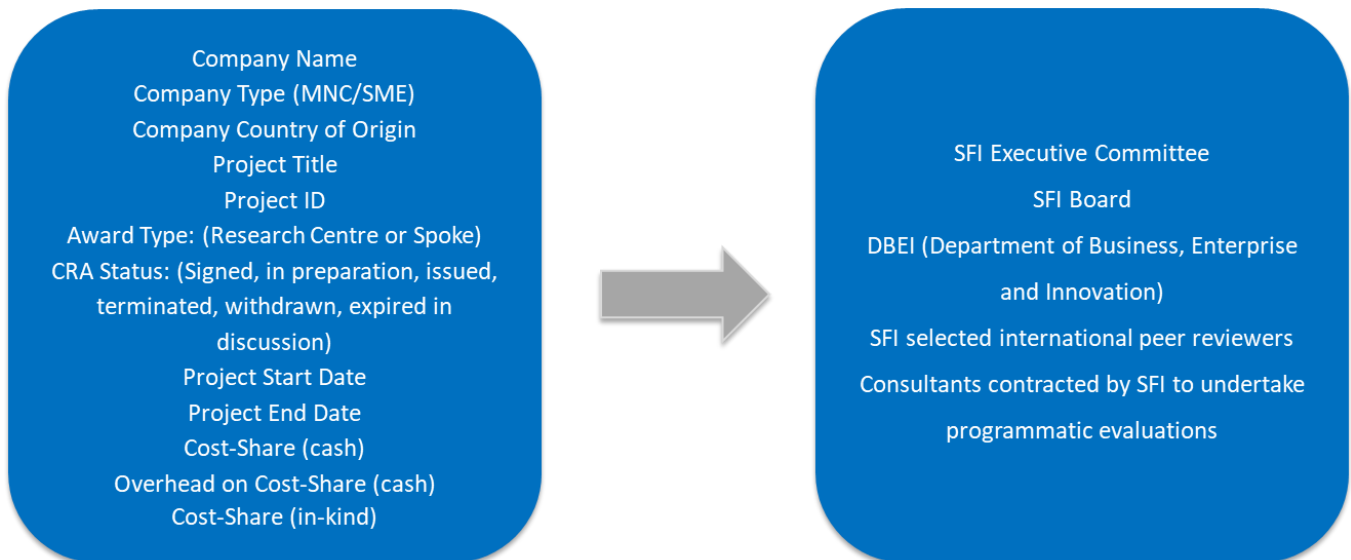 Company Name
Company Type (MNC/SME)
Company Country of Origin
Project Title
Project ID
Award Type: (Research Centre or Spoke)
CRA Status: (Signed, in preparation, issued,
terminated, withdrawn, expired in
discussion)
Project Start Date
Project End Date
Cost-Share (cash)
Overhead on Cost-Share (cash)
Cost-Share (in-kind)
SFI Executive Committee
SFI Board
DBEI (Department of Business, Enterprise
and Innovation)
SFI selected international peer reviewers
Consultants contracted by SFI to undertake
programmatic evaluations